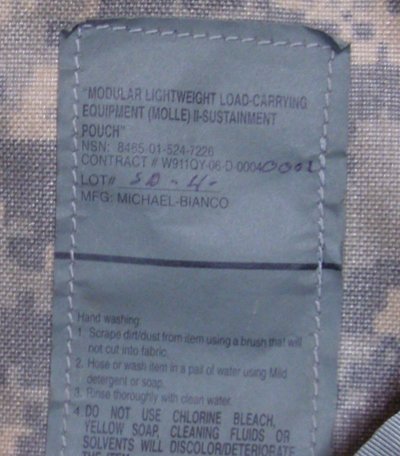 "MODULAR LIGHTWEIGHT LOAD-CARRYING
EQUIPMENT (MOLLE) II-SUSTAINMENT
POUCH"
NSN: 8465-01-524-7226
CONTRACT # W911QY-06-D-0004 0002
LOT# SD-4-
MFG: MICHAEL-BIANCO
Hand washing:
1. Scrape dirt/dust from item using a brush that will
not cut into fabric.
2. Hose or wash item in a pail of water using Mild
detergent or soap.
3. Rinse thoroughly with clean water.
4. DO NOT USE CHLORINE BLEACH,
YELLOW SOAP, CLEANING FLUIDS OR
SOLVENTS WILL DISCOLOR/DETERIORATE
THE ITEM